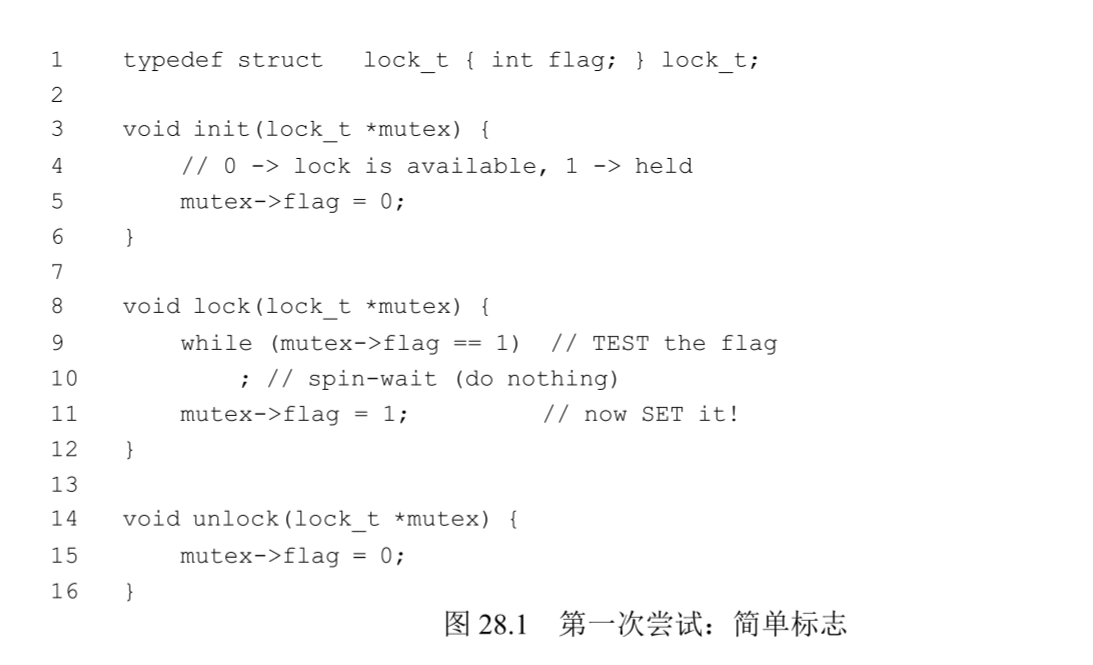 1 typedef struct lock_t { int flag; } lock_t;
2
3 void init(lock_t *mutex) {
4 // 0 -> lock is available, 1 -> held
5 mutex->flag = 0;
6 }
7
8 void lock(lock_t *mutex) {
9 while (mutex->flag == 1) // TEST the flag
10 ; // spin-wait (do nothing)
11 mutex->flag = 1; // now SET it!
12 }
13
14 void unlock(lock_t *mutex) {
15 mutex->flag = 0;
16 }
图 28.1 第一次尝试：简单标志